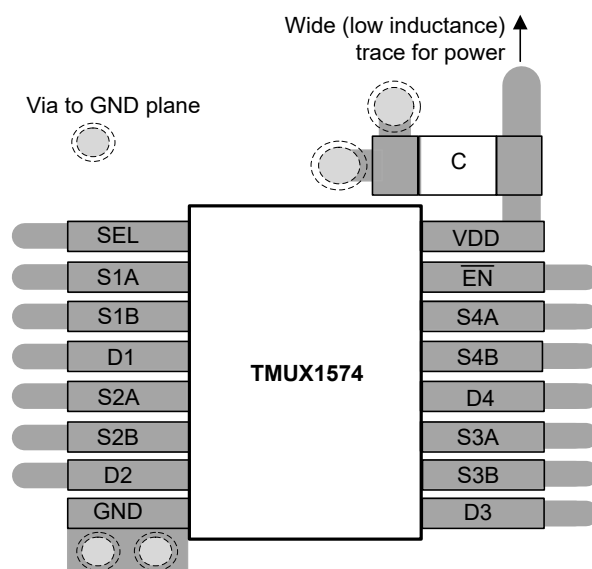 Wide (low inductance)
trace for power
Via to GND plane
C
SEL
S1A
S1B
D1
S2A
S2B
D2
GND
TMUX1574
VDD
E̅N̅
S4A
S4B
D4
S3A
S3B
D3